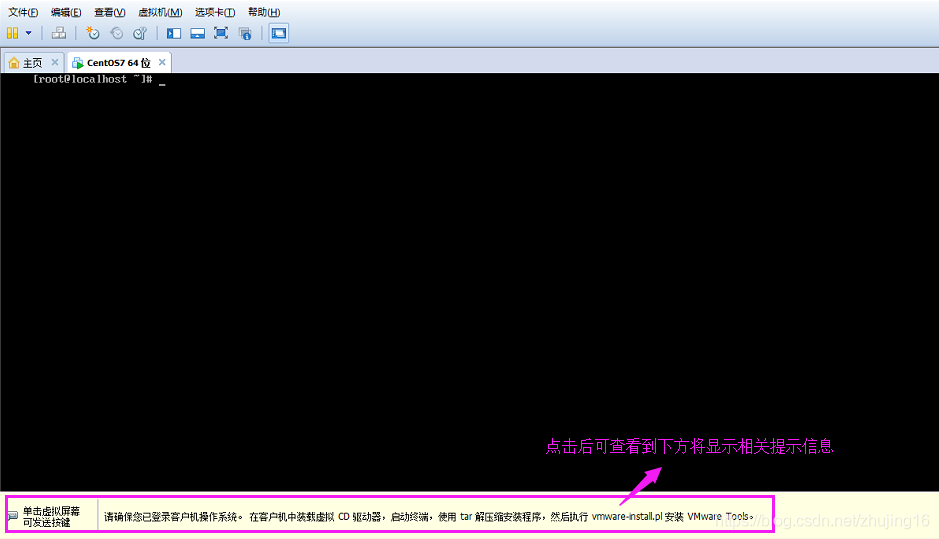 文件(F) 编辑(E) 查看(V) 虚拟机(M) 选项卡(T) 帮助(H)
主页 CentOS7 64 位
[root@localhost ~]# _
点击后可查看到下方将显示相关提示信息
单击虚拟屏幕
可发送按键
请确保您已登录客户机操作系统。在客户机中装载虚拟 CD 驱动器，启动终端，使用 tar 解压缩安装程序，然后执行 vmware-install.pl 安装 VMware Tools。
https://blog.csdn.net/zhujing16